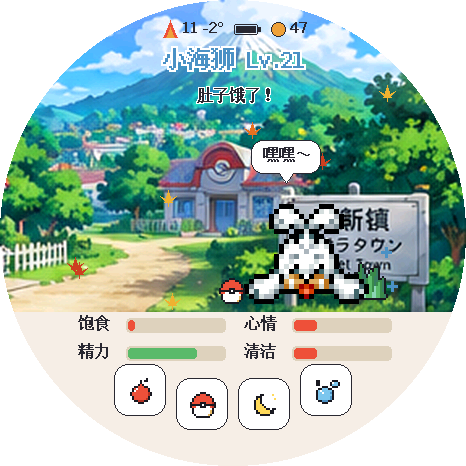 11 -2° 47
小海狮 Lv.21
肚子饿了！
嘿嘿～
新镇
ラタウン
Town
饱食 心情
精力 清洁